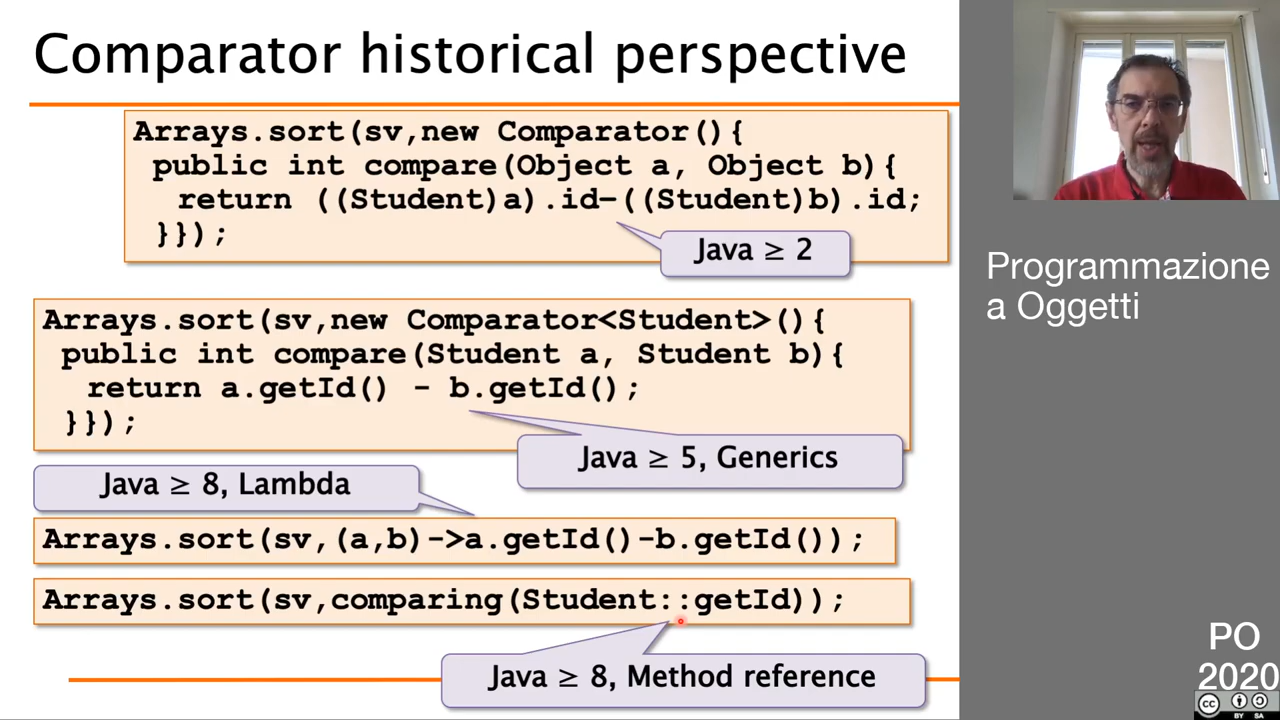 Comparator historical perspective
Arrays.sort(sv,new Comparator(){
public int compare(Object a, Object b){
return ((Student)a).id-((Student)b).id;
}});
Java ≥ 2
Arrays.sort(sv,new Comparator<Student>(){
public int compare(Student a, Student b){
return a.getId() - b.getId();
}});
Java ≥ 5, Generics
Java ≥ 8, Lambda
Arrays.sort(sv,(a,b)->a.getId()-b.getId());
Arrays.sort(sv,comparing(Student::getId));
Java ≥ 8, Method reference
Programmazione
a Oggetti
PO
2020
cc
BY SA